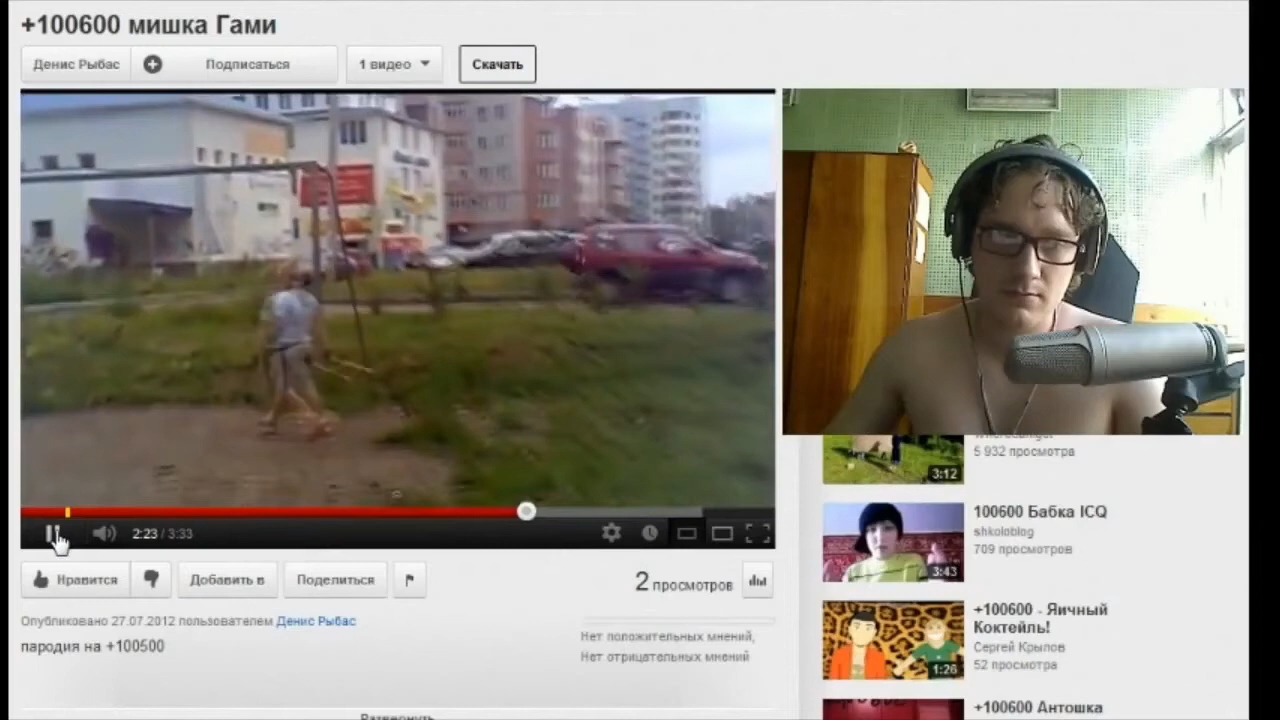 +100600 мишка Гами
Денис Рыбас
Подписаться
1 видео
Скачать
2:23 / 3:33
Нравится
Добавить в
Поделиться
2 просмотров
Опубликовано 27.07.2012 пользователем Денис Рыбас
пародия на +100500
Нет положительных мнений,
Нет отрицательных мнений
Развернуть
5 932 просмотра
3:12
100600 Бабка ICQ
shkoloblog
709 просмотров
3:43
+100600 - Яичный
Коктейль!
Сергей Крылов
52 просмотра
1:26
+100600 Антошка